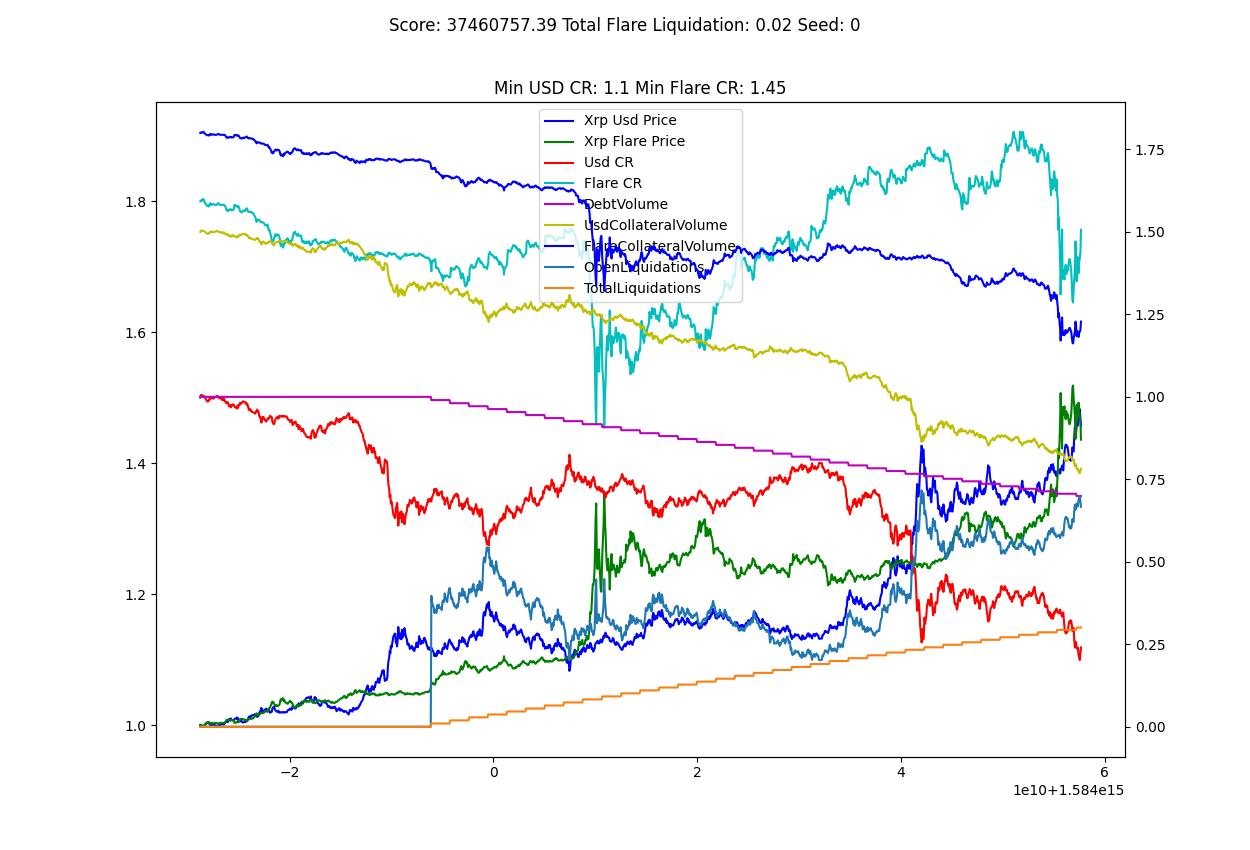 Score: 37460757.39 Total Flare Liquidation: 0.02 Seed: 0
Min USD CR: 1.1 Min Flare CR: 1.45
Xrp Usd Price
Xrp Flare Price
Usd CR
Flare CR
DebtVolume
UsdCollateralVolume
FlareCollateralVolume
OpenLiquidations
TotalLiquidations
1.8
1.6
1.4
1.2
1.0
1.75
1.50
1.25
1.00
0.75
0.50
0.25
0.00
−2
0
2
4
6
1e10+1.584e15